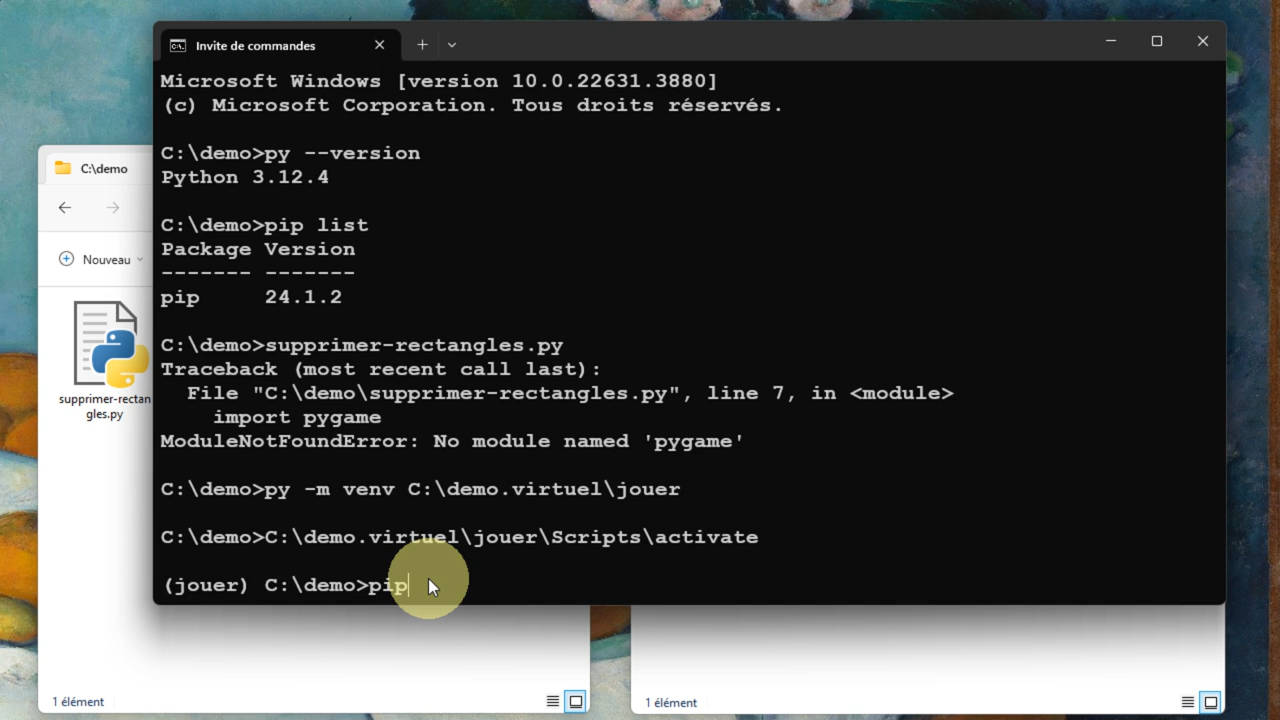 Invite de commandes
Microsoft Windows [version 10.0.22631.3880]
(c) Microsoft Corporation. Tous droits réservés.
C:\demo>py --version
Python 3.12.4
C:\demo>pip list
Package Version
------- -------
pip     24.1.2
C:\demo>supprimer-rectangles.py
Traceback (most recent call last):
  File "C:\demo\supprimer-rectangles.py", line 7, in <module>
    import pygame
ModuleNotFoundError: No module named 'pygame'
C:\demo>py -m venv C:\demo.virtuel\jouer
C:\demo>C:\demo.virtuel\jouer\Scripts\activate
(jouer) C:\demo>pip
C:\demo
Nouveau
supprimer-rectan
gles.py
1 élément
1 élément